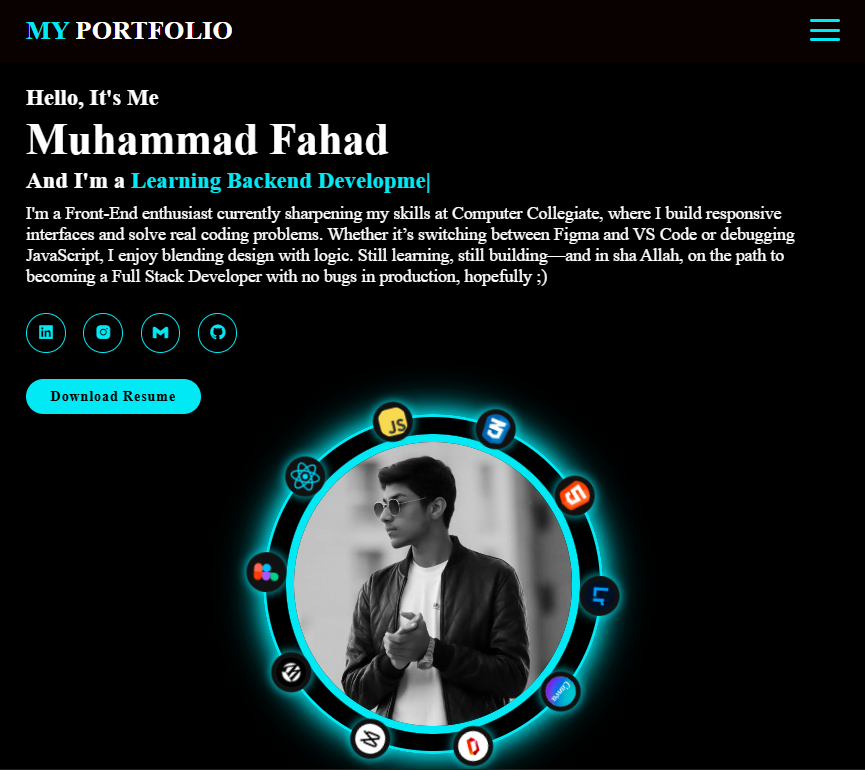 MY PORTFOLIO
Hello, It's Me
Muhammad Fahad
And I'm a Learning Backend Developme|
I'm a Front-End enthusiast currently sharpening my skills at Computer Collegiate, where I build responsive
interfaces and solve real coding problems. Whether it’s switching between Figma and VS Code or debugging
JavaScript, I enjoy blending design with logic. Still learning, still building—and in sha Allah, on the path to
becoming a Full Stack Developer with no bugs in production, hopefully ;)
in
Download Resume
JS
Canva